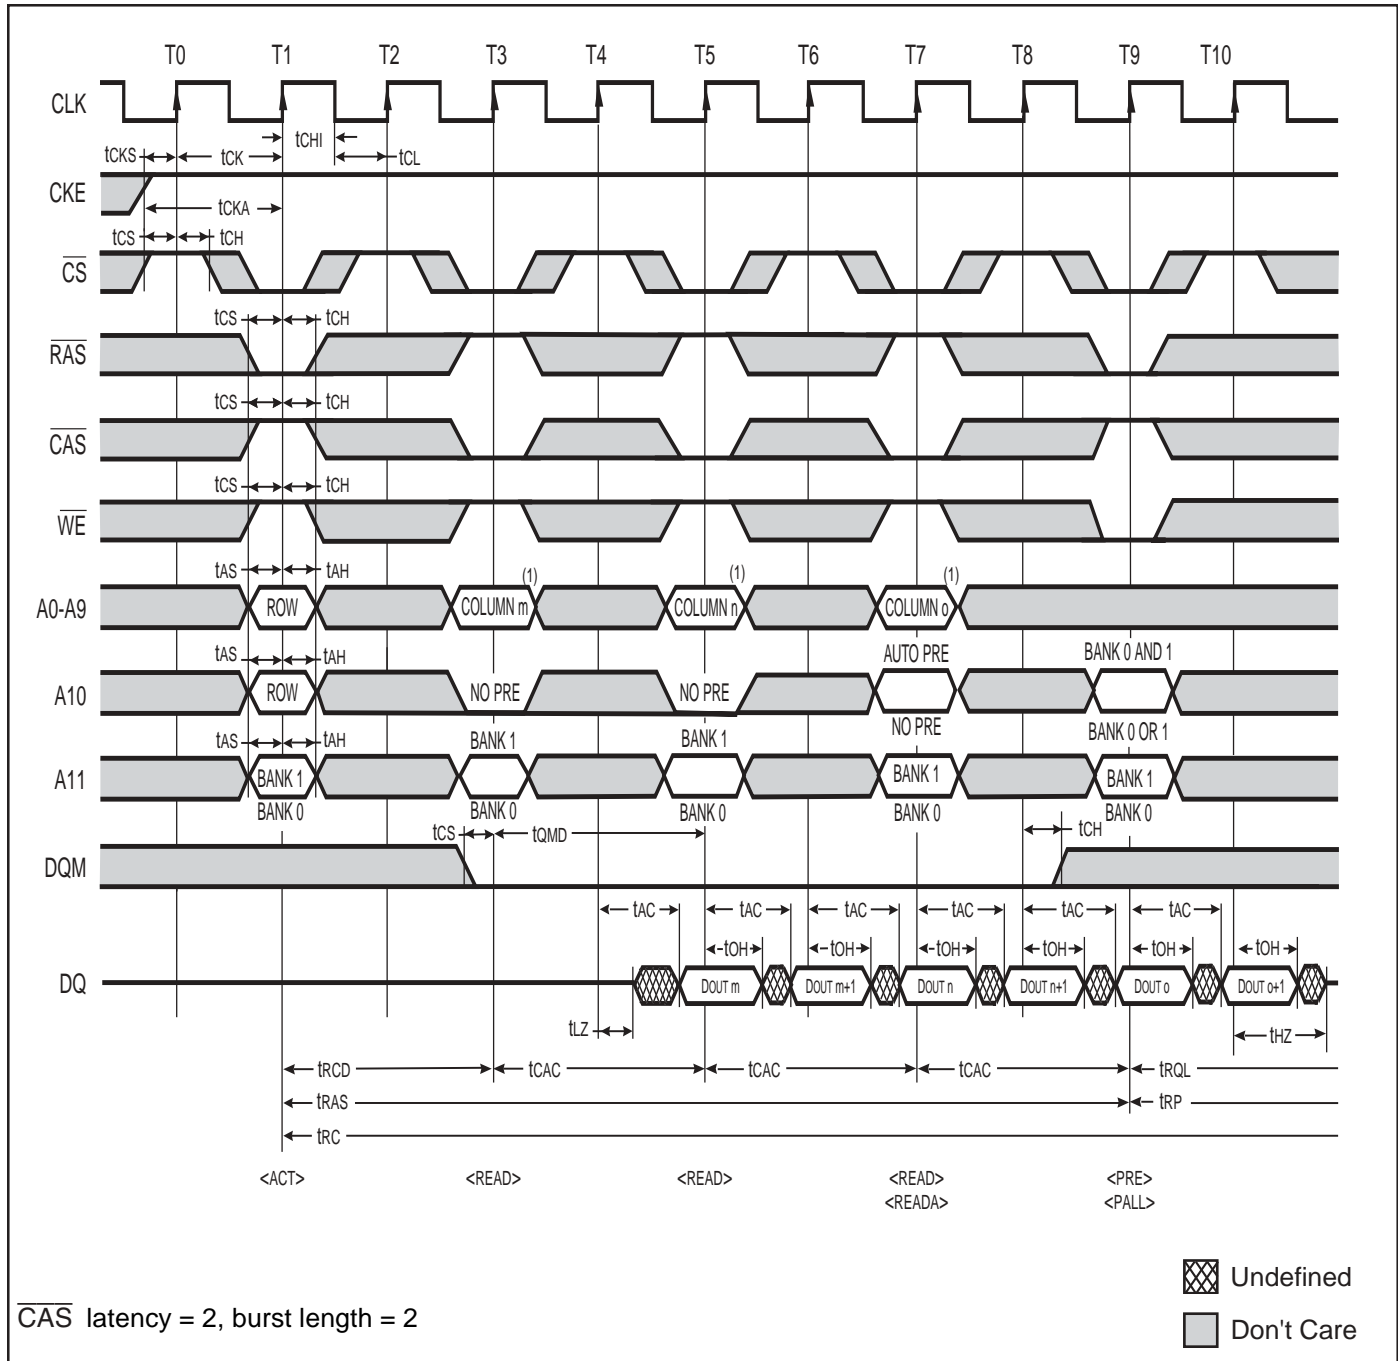 T0 T1 T2 T3 T4 T5 T6 T7 T8 T9 T10
CLK
tCHI
tCKS tCK tCL
CKE
tCKA
tCS tCH
CS
tCS tCH
RAS
tCS tCH
CAS
tCS tCH
WE
tAS tAH (1) (1) (1)
A0-A9 ROW COLUMN m COLUMN n COLUMN o
tAS tAH AUTO PRE BANK 0 AND 1
A10 ROW NO PRE NO PRE
NO PRE BANK 0 OR 1
tAS tAH BANK 1 BANK 1
A11 BANK 1 BANK 1 BANK 1
BANK 0 BANK 0 BANK 0 BANK 0 BANK 0
tCS tQMD tCH
DQM
tAC tAC tAC tAC tAC tAC
tOH tOH tOH tOH tOH tOH
DQ DOUT m DOUT m+1 DOUT n DOUT n+1 DOUT o DOUT o+1
tLZ tHZ
tRCD tCAC tCAC tCAC tRQL
tRAS tRP
tRC
<ACT> <READ> <READ> <READ> <PRE>
<READA> <PALL>
Undefined
CAS latency = 2, burst length = 2
Don't Care